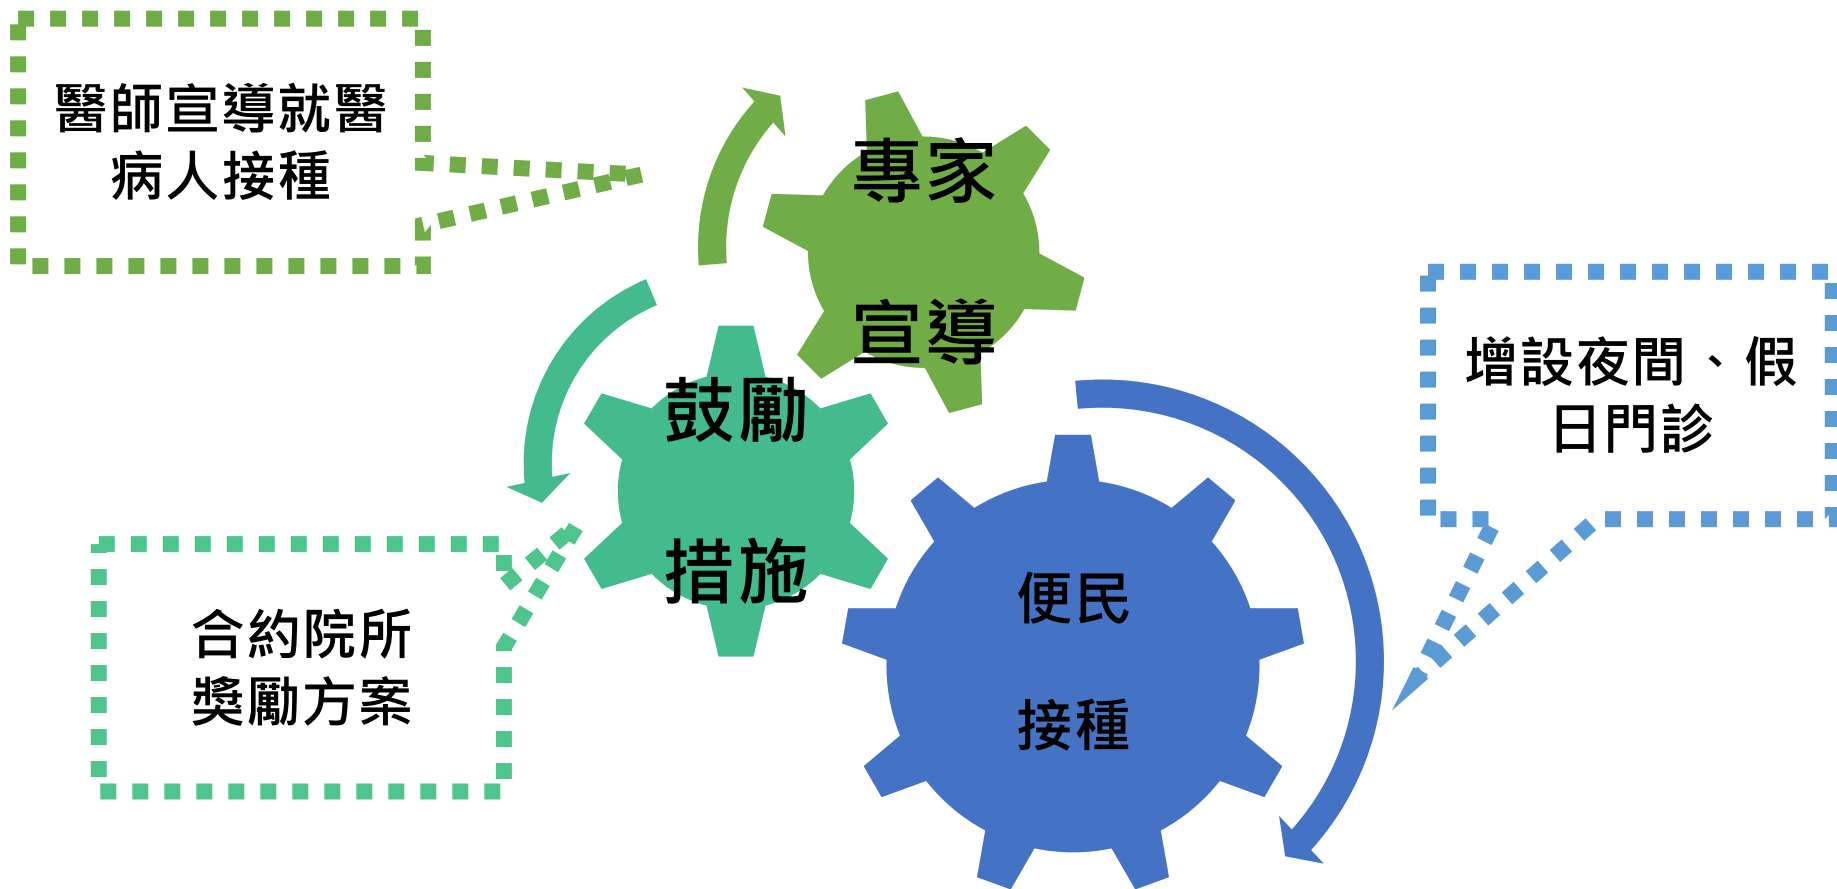 醫師宣導就醫
病人接種
專家
宣導
鼓勵
措施
增設夜間、假
日門診
便民
接種
合約院所
獎勵方案